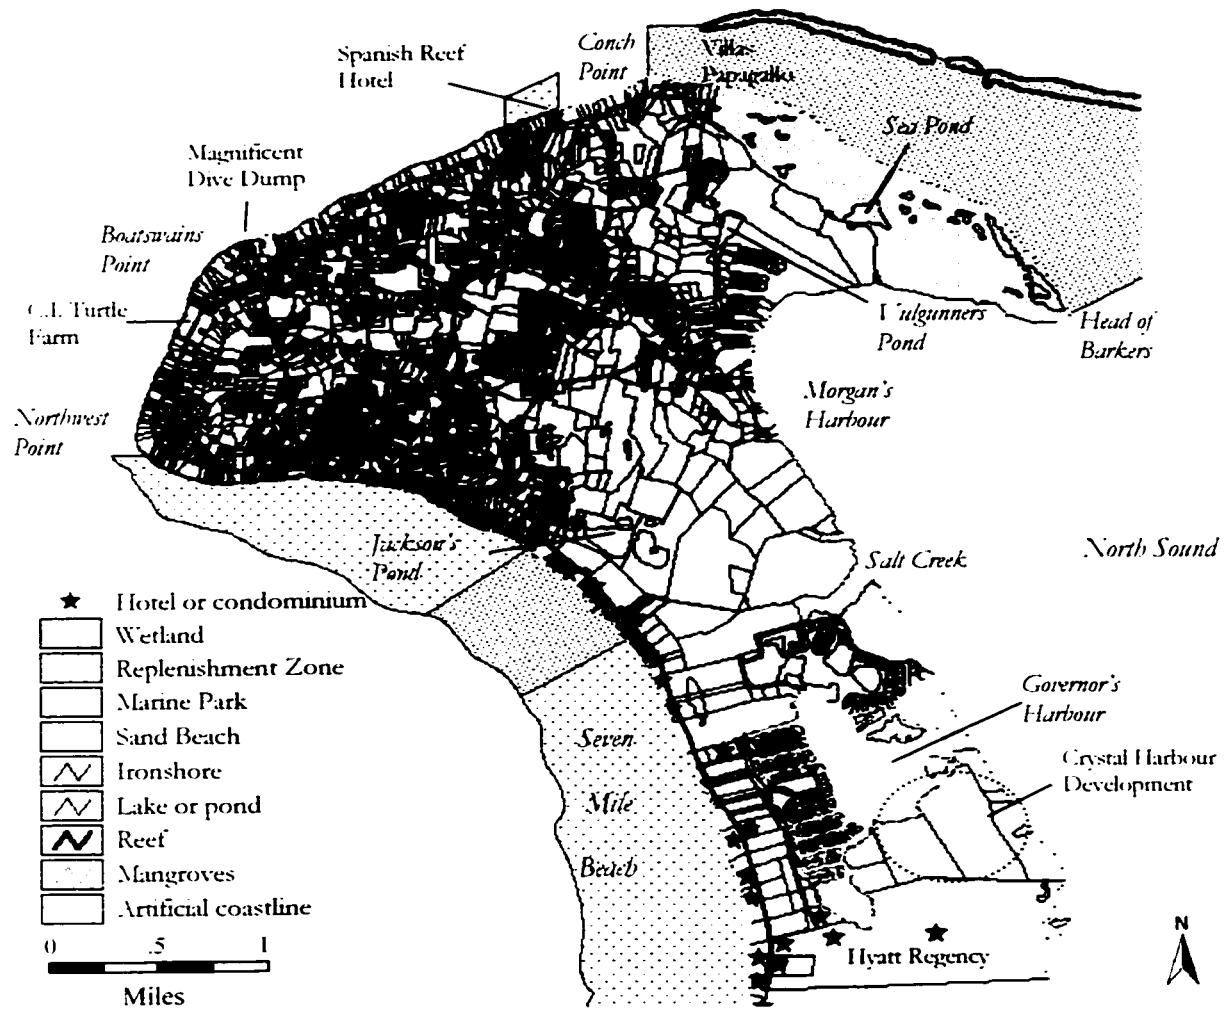 Spanish Reef
Hotel
Conch
Point
Villas
Papagallo
Sea Pond
Magnificent
Dive Dump
Boatswains
Point
C.I. Turtle
Farm
Vulgunners
Pond
Head of
Barkers
Morgan's
Harbour
Northwest
Point
Jackson's
Pond
Salt Creek
North Sound
Governor's
Harbour
Crystal Harbour
Development
Seven
Mile
Beach
Hyatt Regency
Hotel or condominium
Wetland
Replenishment Zone
Marine Park
Sand Beach
Ironshore
Lake or pond
Reef
Mangroves
Artificial coastline
0 .5 1
Miles
N